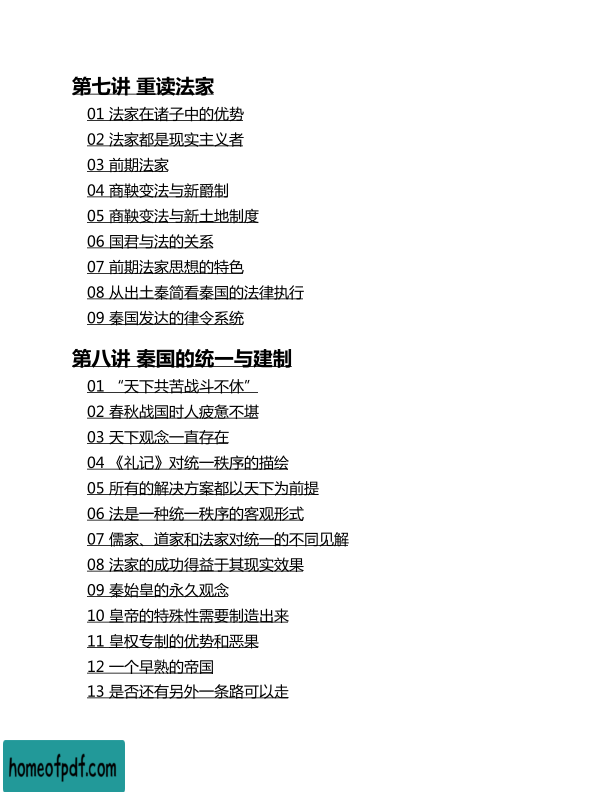 第七讲 重读法家
01 法家在诸子中的优势
02 法家都是现实主义者
03 前期法家
04 商鞅变法与新爵制
05 商鞅变法与新土地制度
06 国君与法的关系
07 前期法家思想的特色
08 从出土秦简看秦国的法律执行
09 秦国发达的律令系统
第八讲 秦国的统一与建制
01 “天下共苦战斗不休”
02 春秋战国时人疲惫不堪
03 天下观念一直存在
04 《礼记》对统一秩序的描绘
05 所有的解决方案都以天下为前提
06 法是一种统一秩序的客观形式
07 儒家、道家和法家对统一的不同见解
08 法家的成功得益于其现实效果
09 秦始皇的永久观念
10 皇帝的特殊性需要制造出来
11 皇权专制的优势和恶果
12 一个早熟的帝国
13 是否还有另外一条路可以走
homeofpdf.com